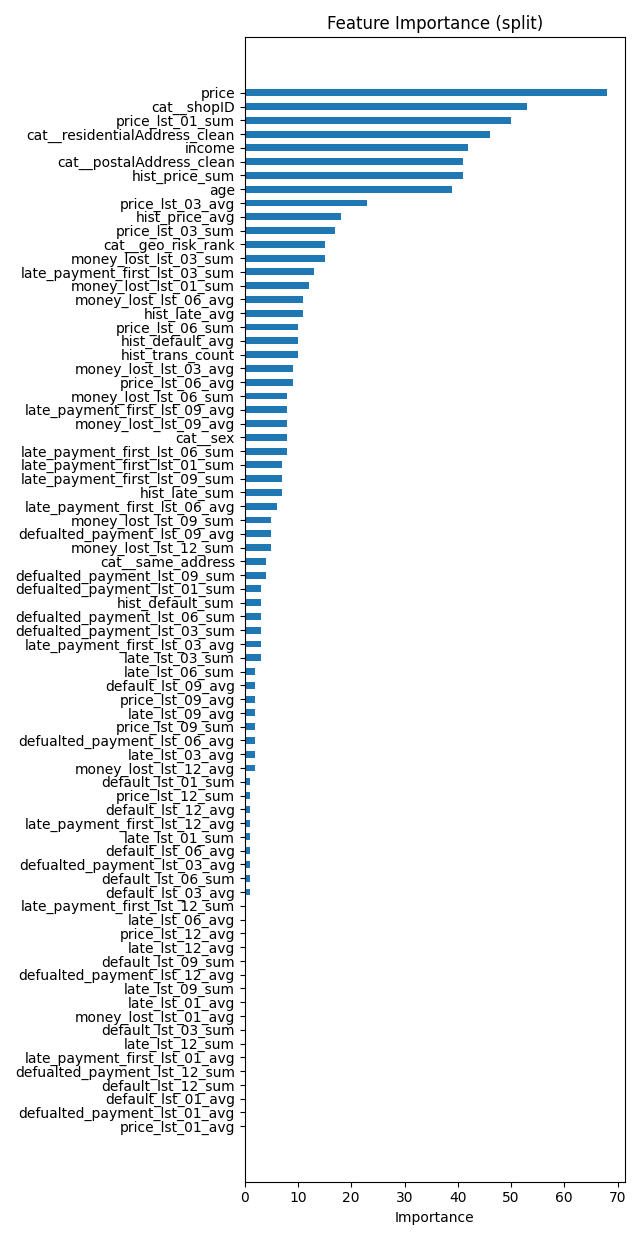 Feature Importance (split)
price
cat__shopID
price_lst_01_sum
cat__residentialAddress_clean
income
cat__postalAddress_clean
hist_price_sum
age
price_lst_03_avg
hist_price_avg
price_lst_03_sum
cat__geo_risk_rank
money_lost_lst_03_sum
late_payment_first_lst_03_sum
money_lost_lst_01_sum
money_lost_lst_06_avg
hist_late_avg
price_lst_06_sum
hist_default_avg
hist_trans_count
money_lost_lst_03_avg
price_lst_06_avg
money_lost_lst_06_sum
late_payment_first_lst_09_avg
money_lost_lst_09_avg
cat__sex
late_payment_first_lst_06_sum
late_payment_first_lst_01_sum
late_payment_first_lst_09_sum
hist_late_sum
late_payment_first_lst_06_avg
money_lost_lst_09_sum
defualted_payment_lst_09_avg
money_lost_lst_12_sum
cat__same_address
defualted_payment_lst_09_sum
defualted_payment_lst_01_sum
hist_default_sum
defualted_payment_lst_06_sum
defualted_payment_lst_03_sum
late_payment_first_lst_03_avg
late_lst_03_sum
late_lst_06_sum
default_lst_09_avg
price_lst_09_avg
late_lst_09_avg
price_lst_09_sum
defualted_payment_lst_06_avg
late_lst_03_avg
money_lost_lst_12_avg
default_lst_01_sum
price_lst_12_sum
default_lst_12_avg
late_payment_first_lst_12_avg
late_lst_01_sum
default_lst_06_avg
defualted_payment_lst_03_avg
default_lst_06_sum
default_lst_03_avg
late_payment_first_lst_12_sum
late_lst_06_avg
price_lst_12_avg
late_lst_12_avg
default_lst_09_sum
defualted_payment_lst_12_avg
late_lst_09_sum
late_lst_01_avg
money_lost_lst_01_avg
default_lst_03_sum
late_lst_12_sum
late_payment_first_lst_01_avg
defualted_payment_lst_12_sum
default_lst_12_sum
default_lst_01_avg
defualted_payment_lst_01_avg
price_lst_01_avg
0 10 20 30 40 50 60 70
Importance